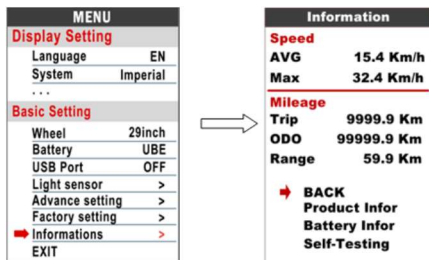 MENU
Display Setting
Language EN
System Imperial
. . .
Basic Setting
Wheel 29inch
Battery UBE
USB Port OFF
Light sensor >
Advance setting >
Factory setting >
Informations >
EXIT
Information
Speed
AVG 15.4 Km/h
Max 32.4 Km/h
Mileage
Trip 9999.9 Km
ODO 99999.9 Km
Range 59.9 Km
BACK
Product Infor
Battery Infor
Self-Testing